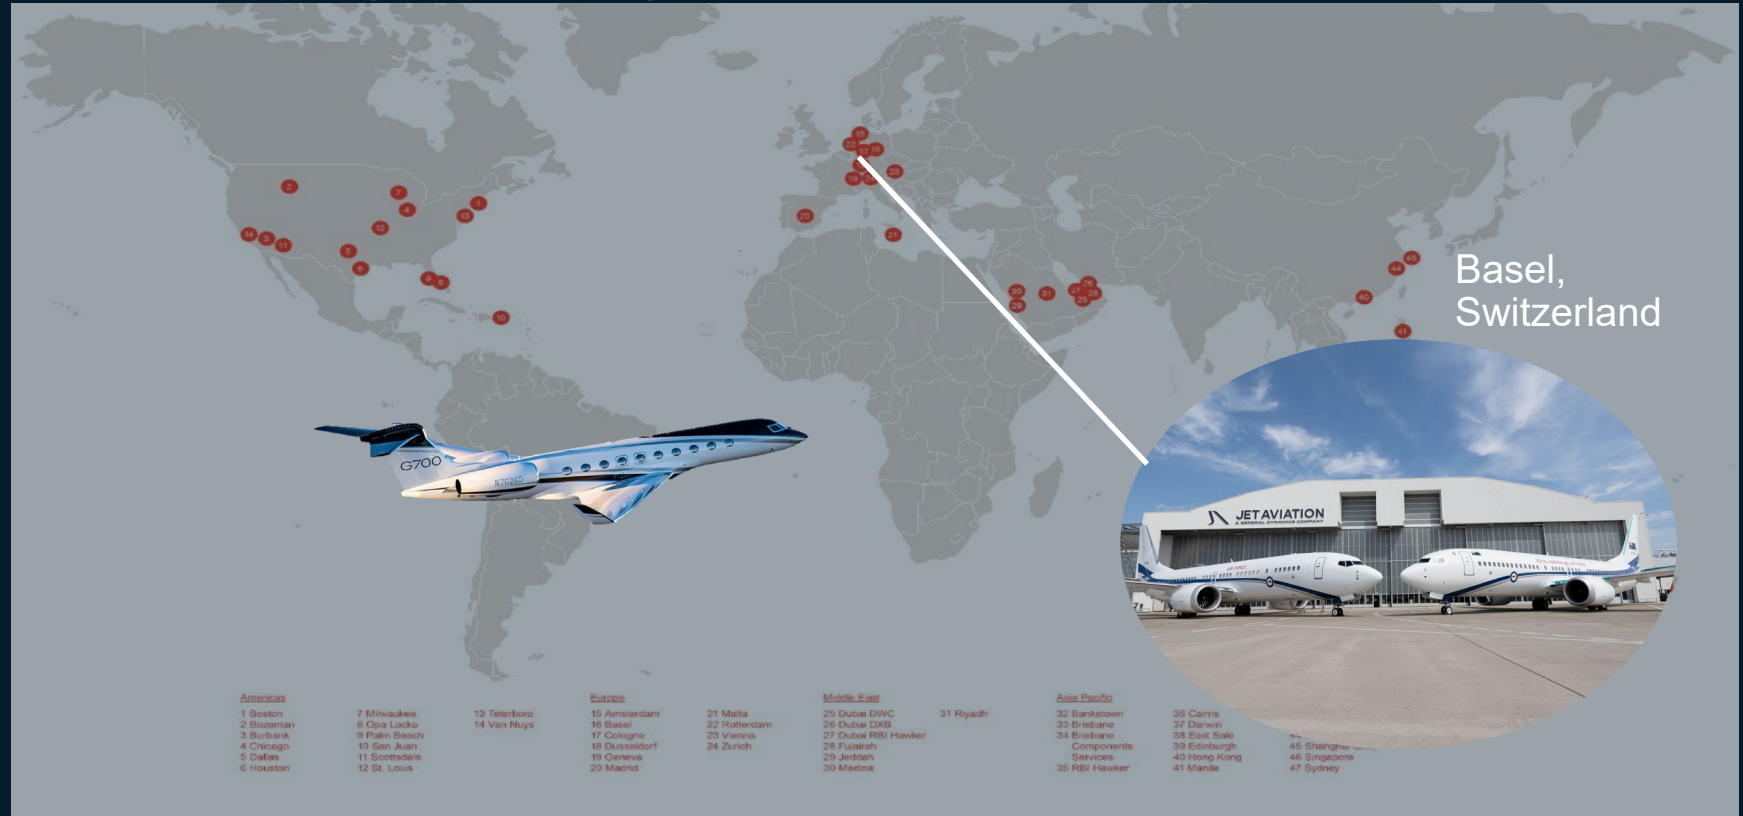 Basel,
Switzerland
G700
N702GD
JET AVIATION
A GENERAL DYNAMICS COMPANY
Americas
1 Boston
2 Bozeman
3 Burbank
4 Chicago
5 Dallas
6 Houston
7 Milwaukee
8 Opa Locka
9 Palm Beach
10 San Juan
11 Scottsdale
12 St. Louis
13 Teterboro
14 Van Nuys
Europe
15 Amsterdam
16 Basel
17 Cologne
18 Dusseldorf
19 Geneva
20 Madrid
21 Malta
22 Rotterdam
23 Vienna
24 Zurich
Middle East
25 Dubai DWC
26 Dubai DXB
27 Dubai RBI Hawker
28 Fujairah
29 Jeddah
30 Medina
31 Riyadh
Asia Pacific
32 Bankstown
33 Brisbane
34 Brisbane
Components
Services
35 RBI Hawker
36 Cairns
37 Darwin
38 East Sale
39 Edinburgh
40 Hong Kong
41 Manila
45 Shanghai
46 Singapore
47 Sydney